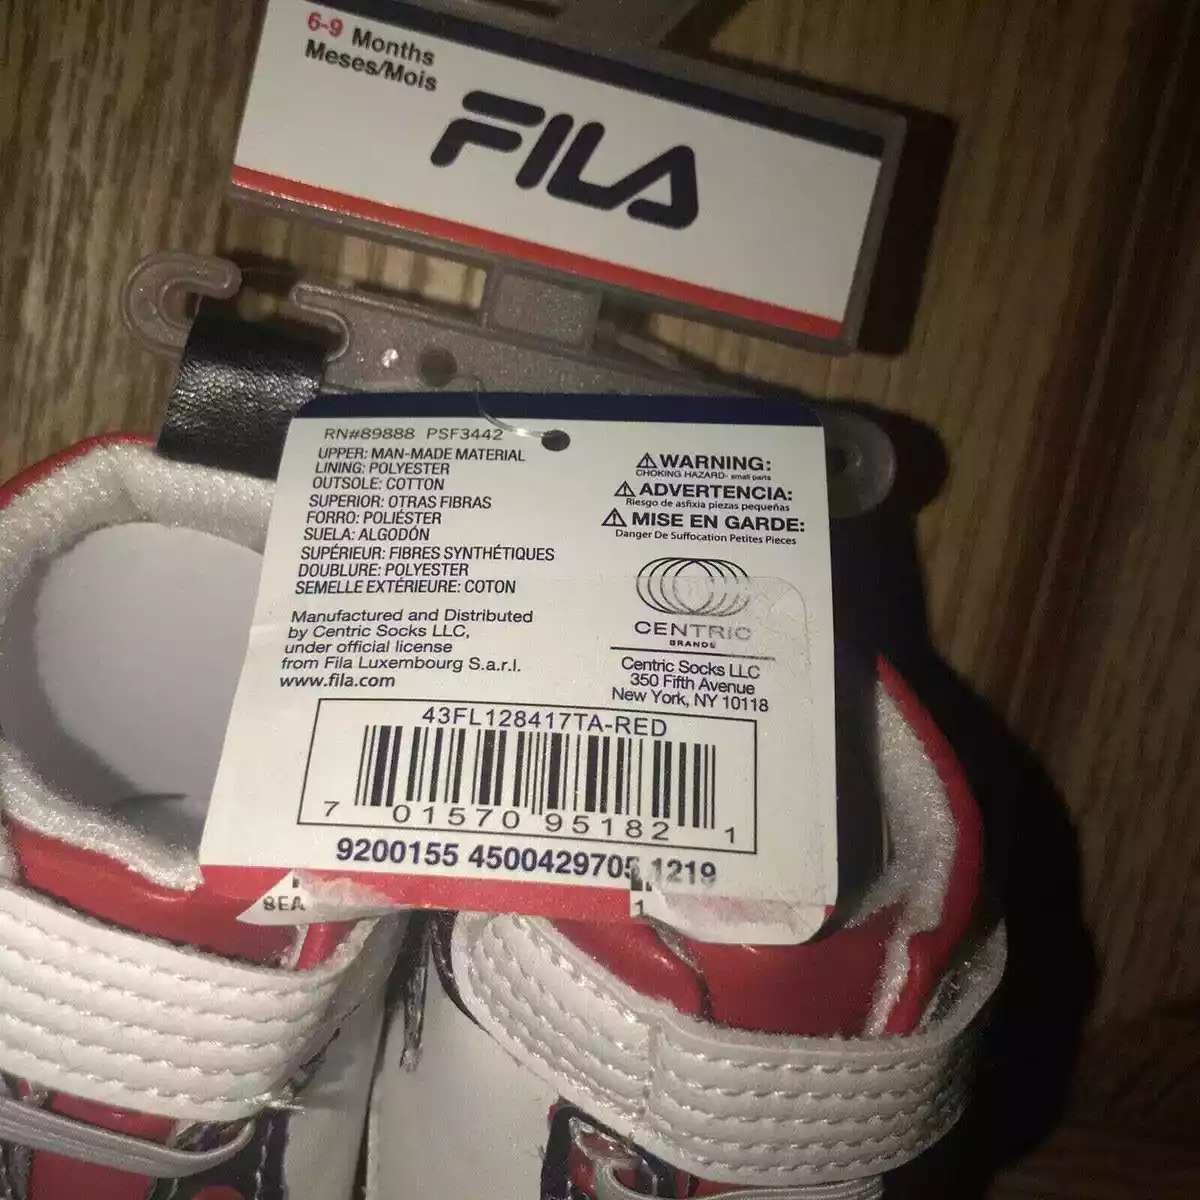 6-9 Months
Meses/Mois
FILA
RN#89888 PSF3442
UPPER: MAN-MADE MATERIAL
LINING: POLYESTER
OUTSOLE: COTTON
SUPERIOR: OTRAS FIBRAS
FORRO: POLIÉSTER
SUELA: ALGODÓN
SUPÉRIEUR: FIBRES SYNTHÉTIQUES
DOUBLURE: POLYESTER
SEMELLE EXTÉRIEURE: COTON
Manufactured and Distributed
by Centric Socks LLC,
under official license
from Fila Luxembourg S.a.r.l.
www.fila.com
WARNING:
CHOKING HAZARD- small parts
ADVERTENCIA:
Riesgo de asfixia piezas pequeñas
MISE EN GARDE:
Danger De Suffocation Petites Pieces
CENTRIC
BRANDS
Centric Socks LLC
350 Fifth Avenue
New York, NY 10118
43FL128417TA-RED
7 01570 95182 1
9200155 4500429705 1219
8EA
1